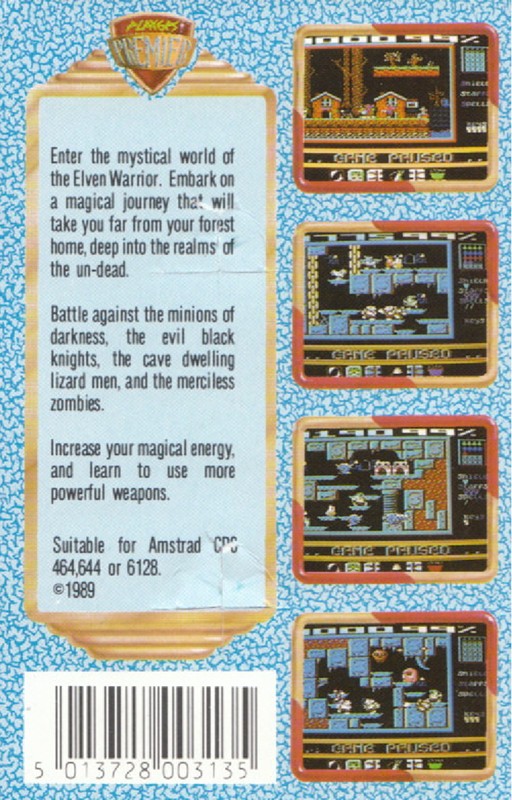 PLAYERS
PREMIER
Enter the mystical world of
the Elven Warrior. Embark on
a magical journey that will
take you far from your forest
home, deep into the realms of
the un-dead.
Battle against the minions of
darkness, the evil black
knights, the cave dwelling
lizard men, and the merciless
zombies.
Increase your magical energy,
and learn to use more
powerful weapons.
Suitable for Amstrad CPC
464,644 or 6128.
©1989
5 013728 003135
99%
GAME PAUSED
99%
GAME PAUSED
99%
GAME PAUSED
99%
GAME PAUSED